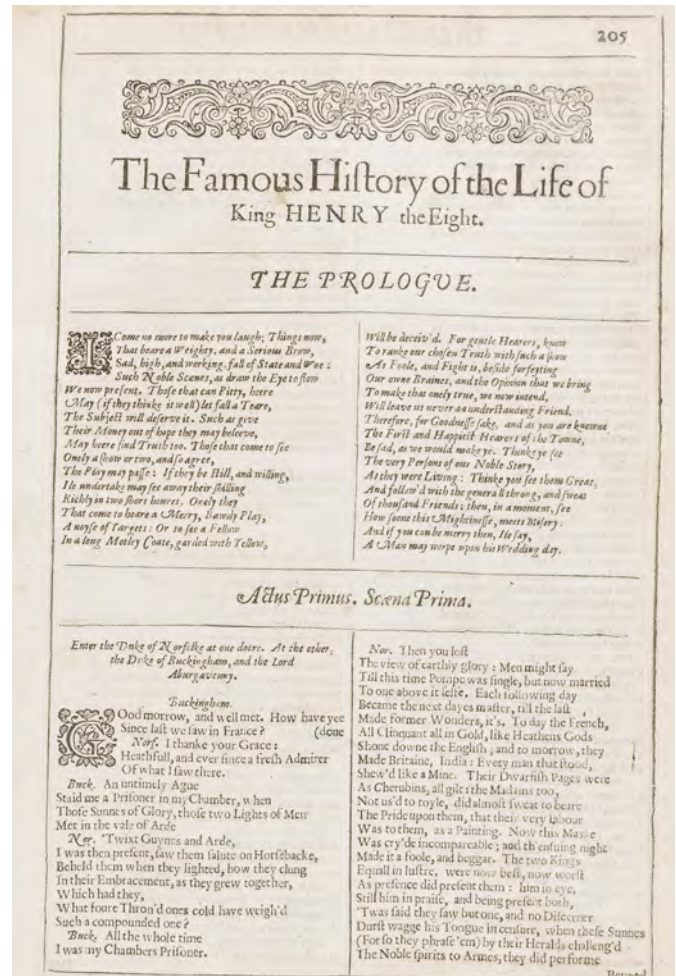 205
The Famous Hiſtory of the Life of
King HENRY the Eight.
THE PROLOGVE.
I Come no more to make you laugh; Things now,
That beare a Weighty, and a Serious Brow,
Sad, high, and working, full of State and Woe:
Such Noble Scenes, as draw the Eye to flow
We now preſent. Thoſe that can Pitty, heere
May (if they thinke it well) let fall a Teare,
The Subject will deſerve it. Such as give
Their Money out of hope they may beleeve,
May heere find Truth too. Thoſe that come to ſee
Onely a ſhow or two, and ſo agree,
The Play may paſſe: If they be ſtill, and willing,
Ile undertake may ſee away their ſhilling
Richly in two ſhort houres. Onely they
That come to heare a Merry, Bawdy Play,
A noyſe of Targets: Or to ſee a Fellow
In a long Motley Coate, garded with Yellow,
Will be deceiv'd. For gentle Hearers, know
To ranke our choſen Truth with ſuch a ſhow
As Foole, and Fight is, beſide forfeyting
Our owne Braines, and the Opinion that we bring
To make that onely true, we now intend,
Will leave us never an underſtanding Friend.
Therefore, for Goodneſſe ſake, and as you are knowne
The Firſt and Happieſt Hearers of the Towne,
Be ſad, as we would make ye. Thinke ye ſee
The very Perſons of our Noble Story,
As they were Living: Thinke you ſee them Great,
And follow'd with the generall throng, and ſweat
Of thouſand Friends: then, in a moment, ſee
How ſoone this Mightineſſe, meets Miſery:
And if you can be merry then, Ile ſay,
A Man may weepe upon his Wedding day.
Actus Primus. Scæna Prima.
Enter the Duke of Norfolke at one doore. At the other,
the Duke of Buckingham, and the Lord
Aburgavenny.
Buckingham.
GOod morrow, and well met. How have yee
Since laſt we ſaw in France? (done
Norf. I thanke your Grace:
Heathfull, and ever ſince a freſh Admirer
Of what I ſaw there.
Buck. An untimely Ague
Staid me a Priſoner in my Chamber, when
Thoſe Sunnes of Glory, thoſe two Lights of Men
Met in the vale of Arde
Nor. 'Twixt Guynes and Arde,
I was then preſent, ſaw them ſalute on Horſebacke,
Beheld them when they lighted, how they clung
In their Embracement, as they grew together,
Which had they,
What foure Thron'd ones cold have weigh'd
Such a compounded one?
Buck. All the whole time
I was my Chambers Priſoner.
Nor. Then you loſt
The view of earthly glory: Men might ſay
Till this time Pompe was ſingle, but now married
To one above it ſelfe. Each following day
Became the next dayes maſter, till the laſt
Made former Wonders, it's. To day the French,
All Clinquant all in Gold, like Heathens Gods
Shone downe the Engliſh; and to morrow, they
Made Britaine, India: Every man that ſtood,
Shew'd like a Mine. Their Dwarfiſh Pages were
As Cherubins, all gilt: the Madams too,
Not us'd to toyle, did almoſt ſweat to beare
The Pride upon them, that their very labour
Was to them, as a Painting. Now this Maske
Was cry'de incompareable; and th enſuing night
Made it a foole, and beggar. The two Kings
Equall in luſtre, were now beſt, now worſt
As preſence did preſent them: him in eye,
Still him in praiſe, and being preſent both,
'Twas ſaid they ſaw but one, and no Diſcerner
Durſt wagge his Tongue in cenſure, when theſe Sunnes
(For ſo they phraſe 'em) by their Heralds challeng'd
The Noble ſpirits to Armes, they did performe
Beyond